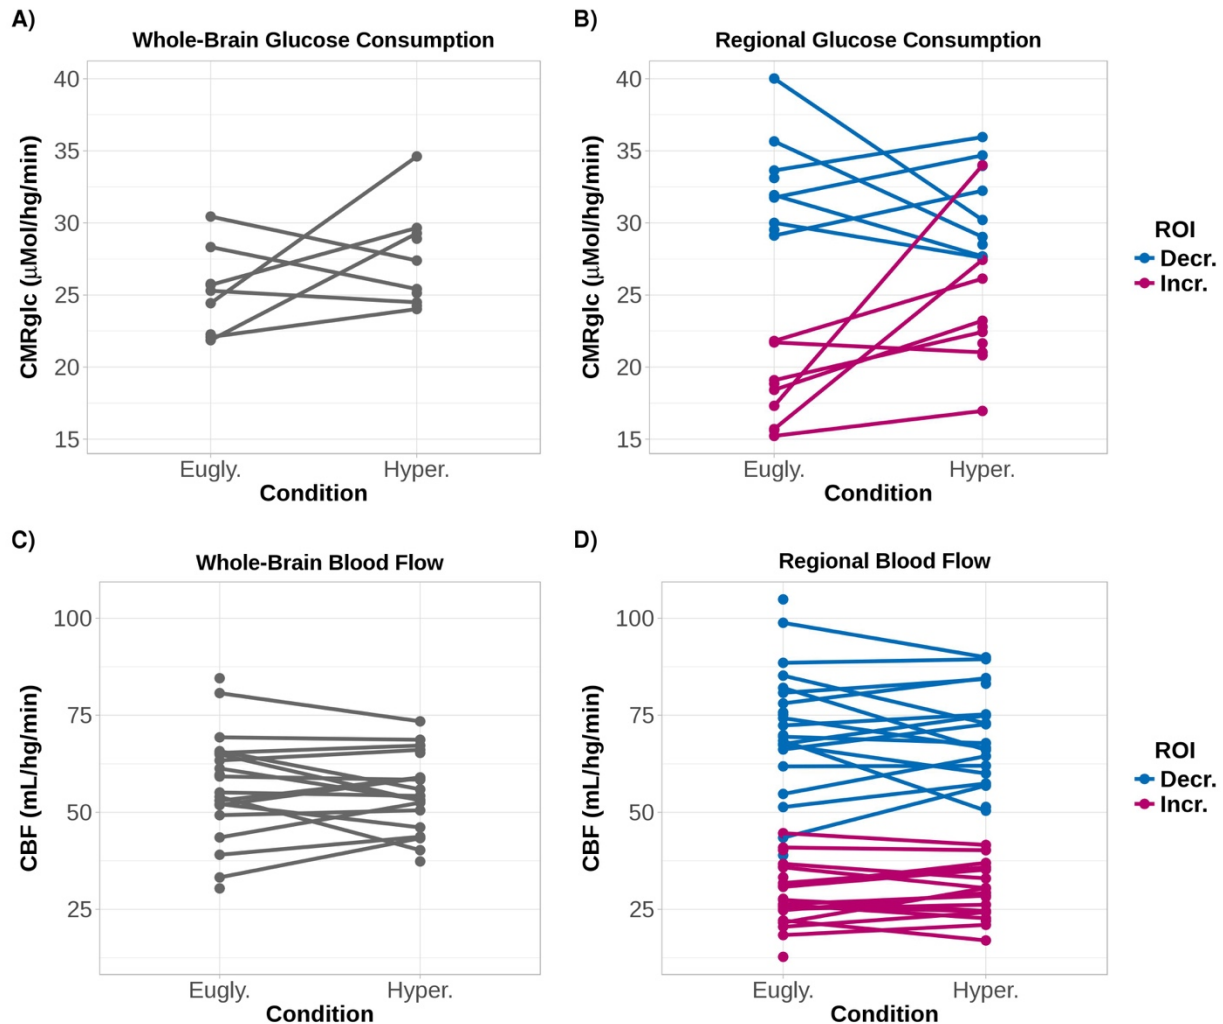 A)
Whole-Brain Glucose Consumption
CMRglc (μMol/hg/min)
40
35
30
25
20
15
Eugly.
Hyper.
Condition
B)
Regional Glucose Consumption
CMRglc (μMol/hg/min)
40
35
30
25
20
15
Eugly.
Hyper.
Condition
ROI
Decr.
Incr.
C)
Whole-Brain Blood Flow
CBF (mL/hg/min)
100
75
50
25
Eugly.
Hyper.
Condition
D)
Regional Blood Flow
CBF (mL/hg/min)
100
75
50
25
Eugly.
Hyper.
Condition
ROI
Decr.
Incr.